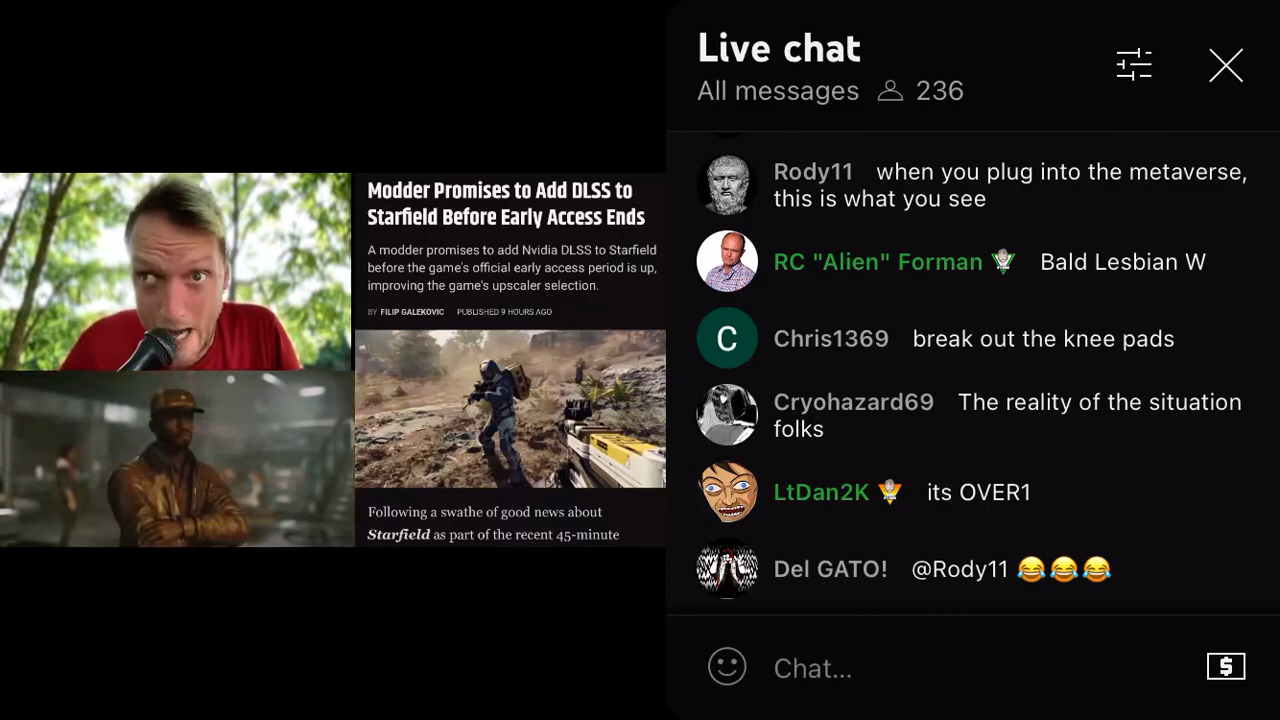 Modder Promises to Add DLSS to
Starfield Before Early Access Ends
A modder promises to add Nvidia DLSS to Starfield
before the game's official early access period is up,
improving the game's upscaler selection.
BY FILIP GALEKOVIC PUBLISHED 9 HOURS AGO
Following a swathe of good news about
Starfield as part of the recent 45-minute
Live chat
All messages 236
Rody11 when you plug into the metaverse,
this is what you see
RC "Alien" Forman Bald Lesbian W
C Chris1369 break out the knee pads
Cryohazard69 The reality of the situation
folks
LtDan2K its OVER1
Del GATO! @Rody11 😂😂😂
Chat...
$